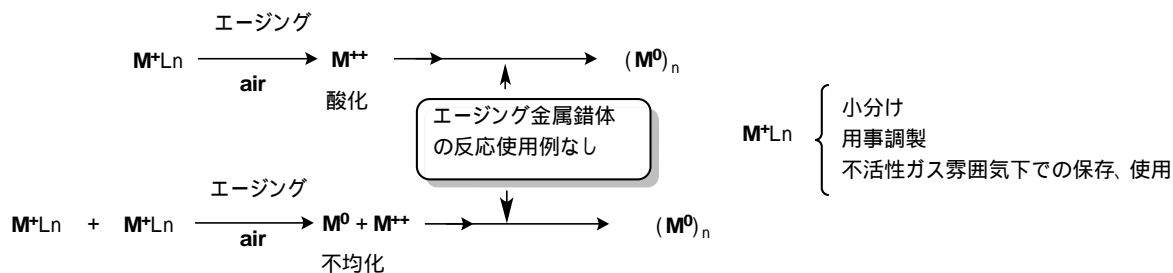 エージング
M⁺Ln
air
M⁺⁺
(M⁰)n
酸化
エージング金属錯体
の反応使用例なし
M⁺Ln
小分け
用事調製
不活性ガス雰囲気下での保存、使用
エージング
M⁺Ln + M⁺Ln
air
M⁰ + M⁺⁺
(M⁰)n
不均化